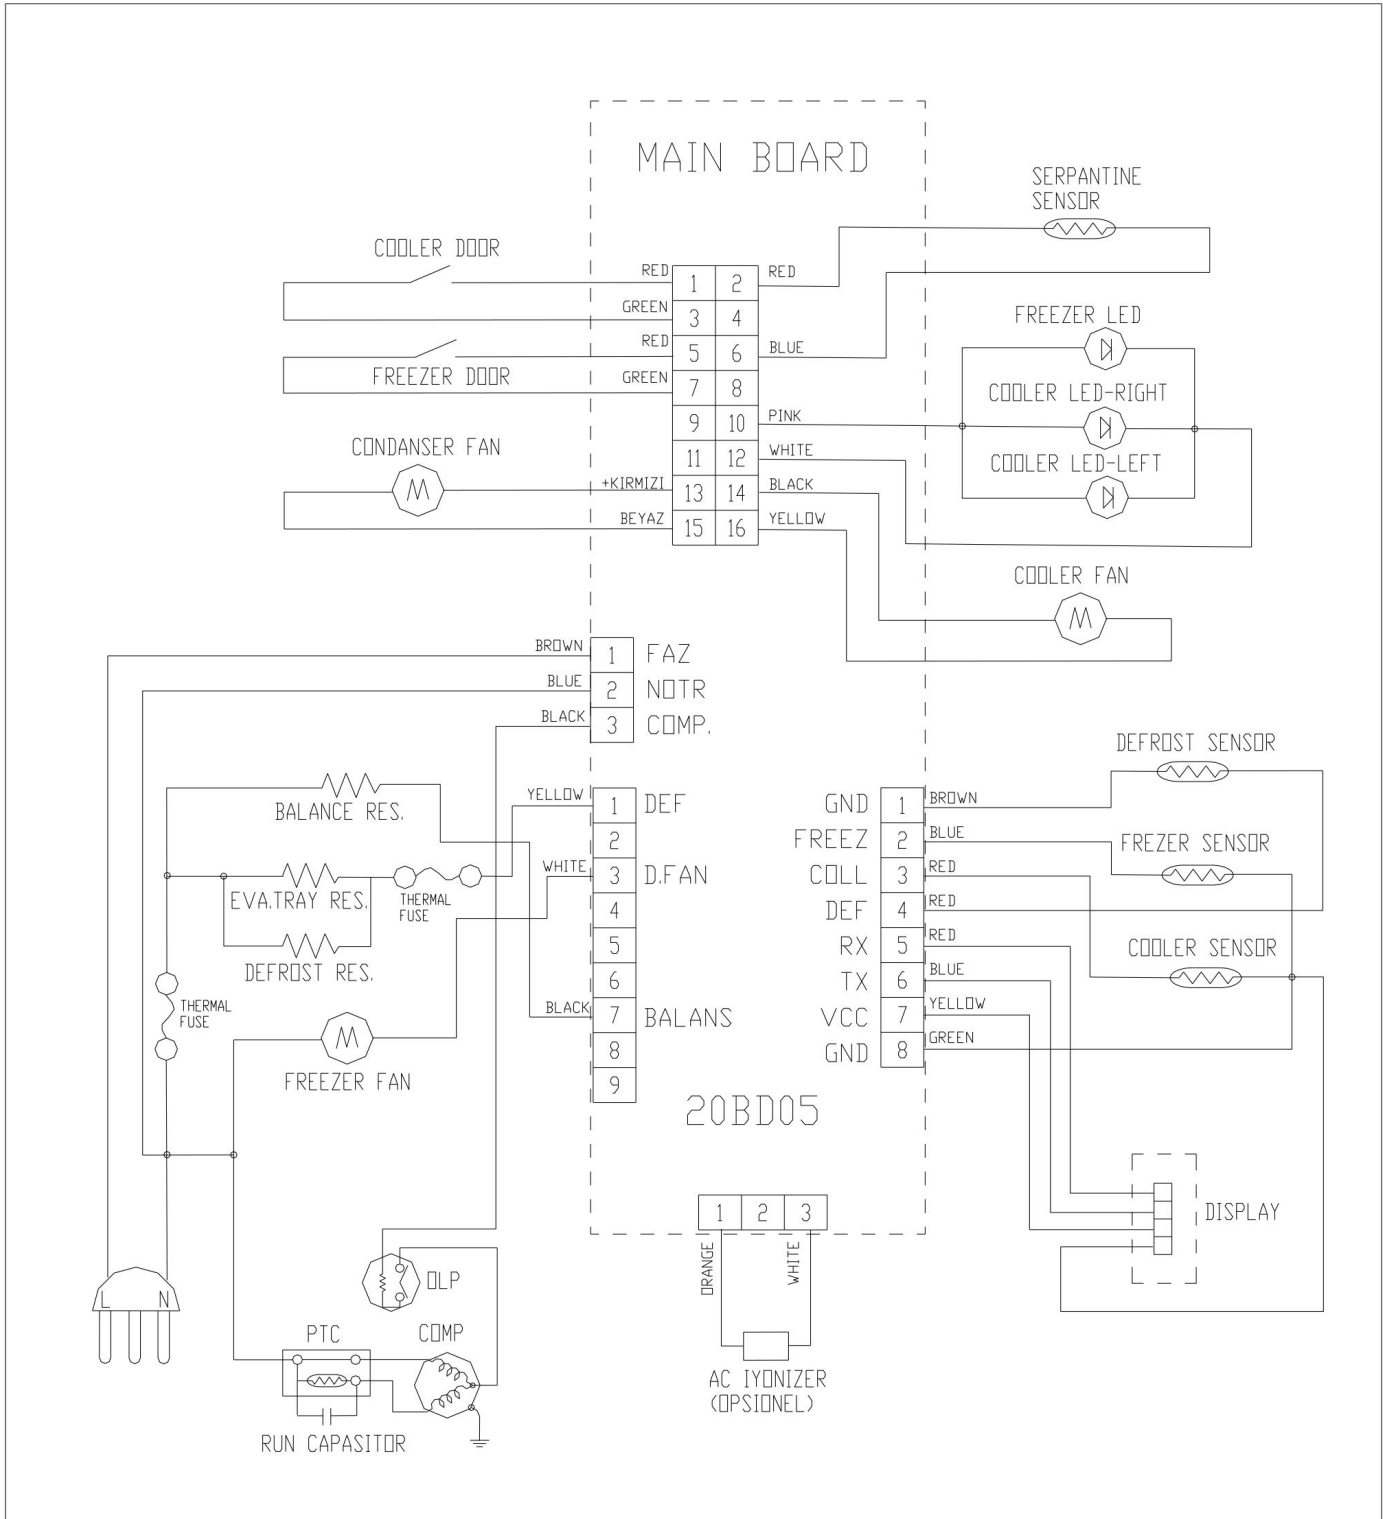 MAIN BOARD
SERPANTINE
SENSOR
COOLER DOOR
RED
1
2
RED
GREEN
3
4
FREEZER LED
RED
5
6
BLUE
FREEZER DOOR
GREEN
7
8
COOLER LED-RIGHT
9
10
PINK
CONDANSER FAN
11
12
WHITE
COOLER LED-LEFT
M
+KIRMIZI
13
14
BLACK
BEYAZ
15
16
YELLOW
COOLER FAN
M
BROWN
1
FAZ
BLUE
2
NOTR
BLACK
3
COMP.
DEFROST SENSOR
BALANCE RES.
YELLOW
1
DEF
2
WHITE
3
D.FAN
4
5
6
BLACK
7
BALANS
8
9
GND
1
BROWN
FREEZ
2
BLUE
FREZER SENSOR
COLL
3
RED
DEF
4
RED
RX
5
RED
COOLER SENSOR
TX
6
BLUE
VCC
7
YELLOW
GND
8
GREEN
EVA.TRAY RES.
THERMAL
FUSE
DEFROST RES.
THERMAL
FUSE
M
FREEZER FAN
20BD05
1
2
3
DISPLAY
ORANGE
WHITE
OLP
L
N
PTC
COMP
AC IYONIZER
(OPSIONEL)
RUN CAPASITOR